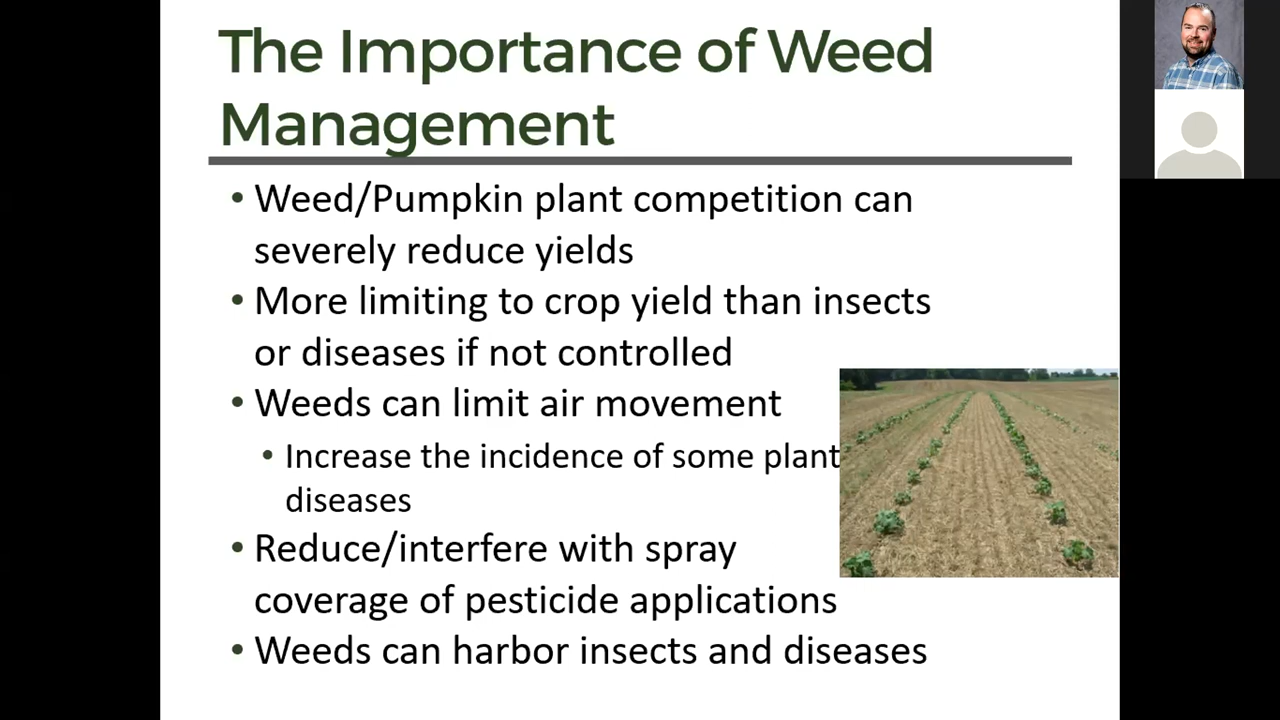 The Importance of Weed
Management
• Weed/Pumpkin plant competition can
severely reduce yields
• More limiting to crop yield than insects
or diseases if not controlled
• Weeds can limit air movement
• Increase the incidence of some plant
diseases
• Reduce/interfere with spray
coverage of pesticide applications
• Weeds can harbor insects and diseases